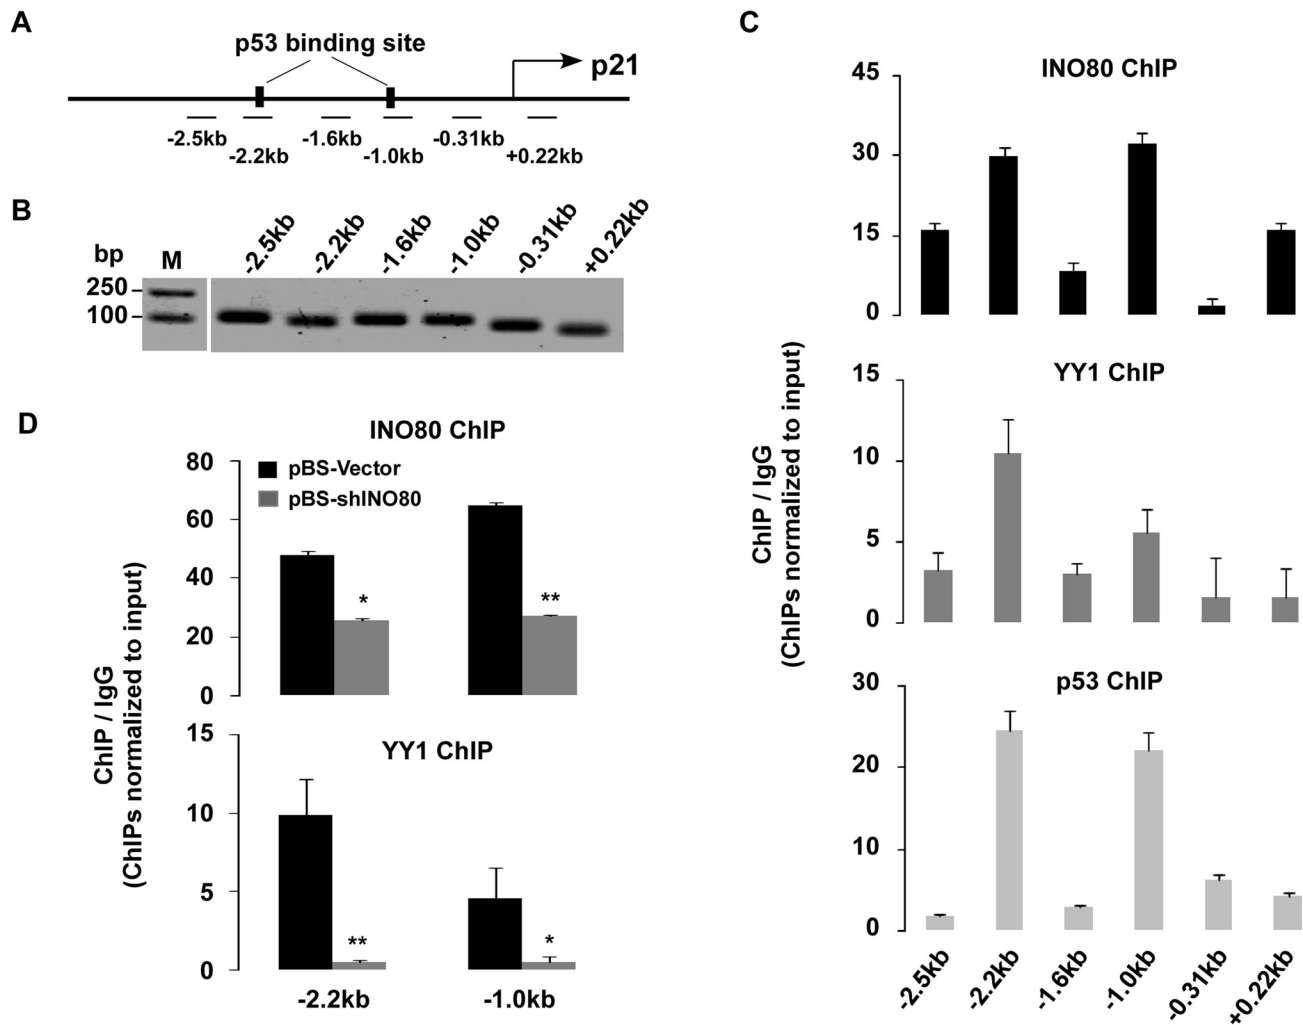 A
p53 binding site
p21
-2.5kb
-2.2kb
-1.6kb
-1.0kb
-0.31kb
+0.22kb
B
bp
M
-2.5kb
-2.2kb
-1.6kb
-1.0kb
-0.31kb
+0.22kb
250
100
C
INO80 ChIP
45
30
15
0
YY1 ChIP
15
10
5
0
p53 ChIP
30
20
10
0
ChIP / IgG
(ChIPs normalized to input)
-2.5kb
-2.2kb
-1.6kb
-1.0kb
-0.31kb
+0.22kb
D
INO80 ChIP
pBS-Vector
pBS-shINO80
80
60
40
20
0
*
**
YY1 ChIP
15
10
5
0
**
*
ChIP / IgG
(ChIPs normalized to input)
-2.2kb
-1.0kb